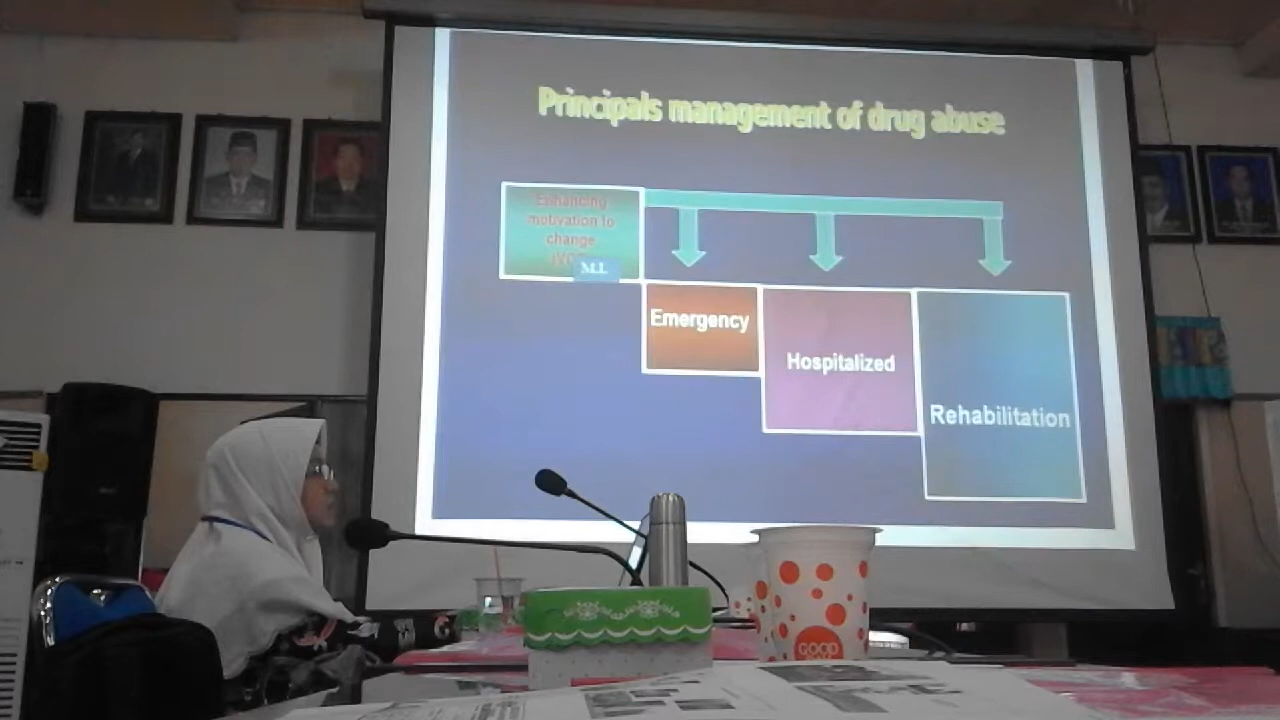 Principals management of drug abuse
Enhancing
motivation to
change
M.I.
Emergency
Hospitalized
Rehabilitation
GOOD